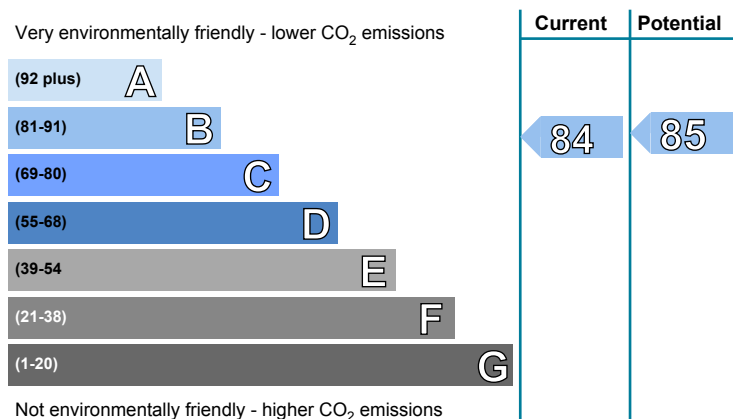 Very environmentally friendly - lower CO2 emissions
Current Potential
(92 plus) A
(81-91) B
84 85
(69-80) C
(55-68) D
(39-54 E
(21-38) F
(1-20) G
Not environmentally friendly - higher CO2 emissions